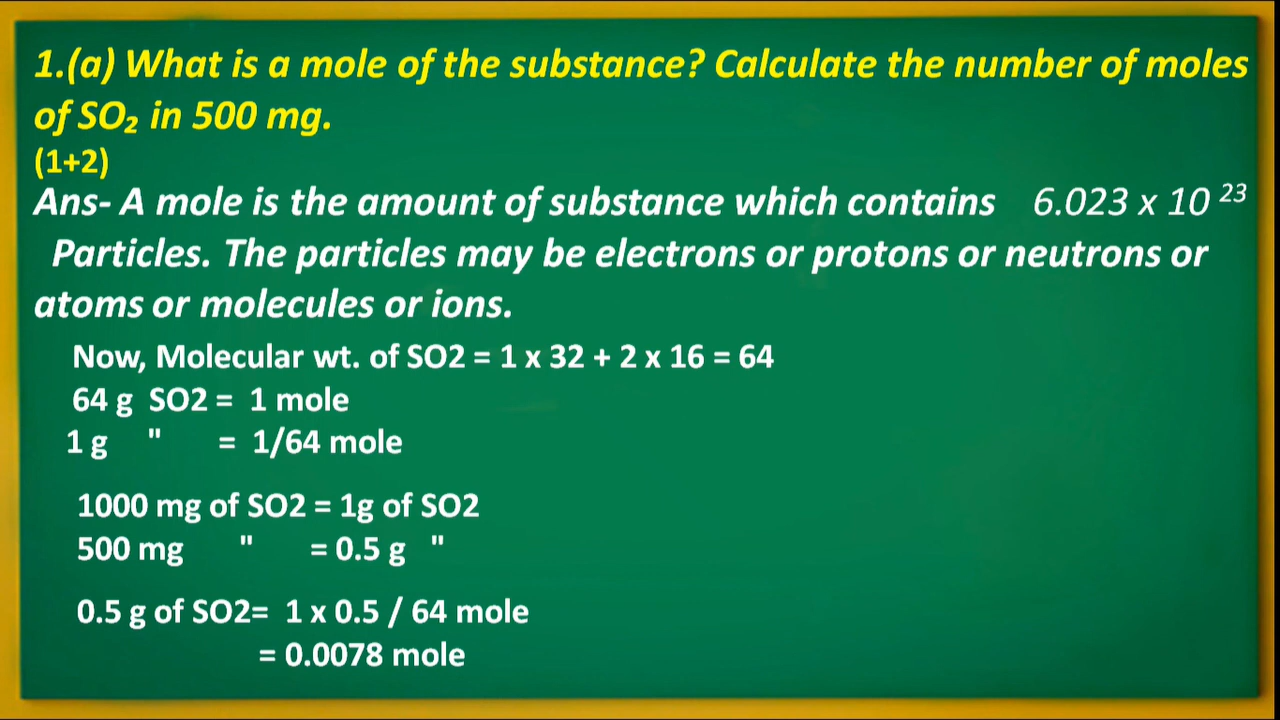 1.(a) What is a mole of the substance? Calculate the number of moles
of SO₂ in 500 mg.
(1+2)
Ans- A mole is the amount of substance which contains 6.023 x 10 ²³
Particles. The particles may be electrons or protons or neutrons or
atoms or molecules or ions.
Now, Molecular wt. of SO2 = 1 x 32 + 2 x 16 = 64
64 g SO2 = 1 mole
1 g " = 1/64 mole
1000 mg of SO2 = 1g of SO2
500 mg " = 0.5 g "
0.5 g of SO2= 1 x 0.5 / 64 mole
= 0.0078 mole